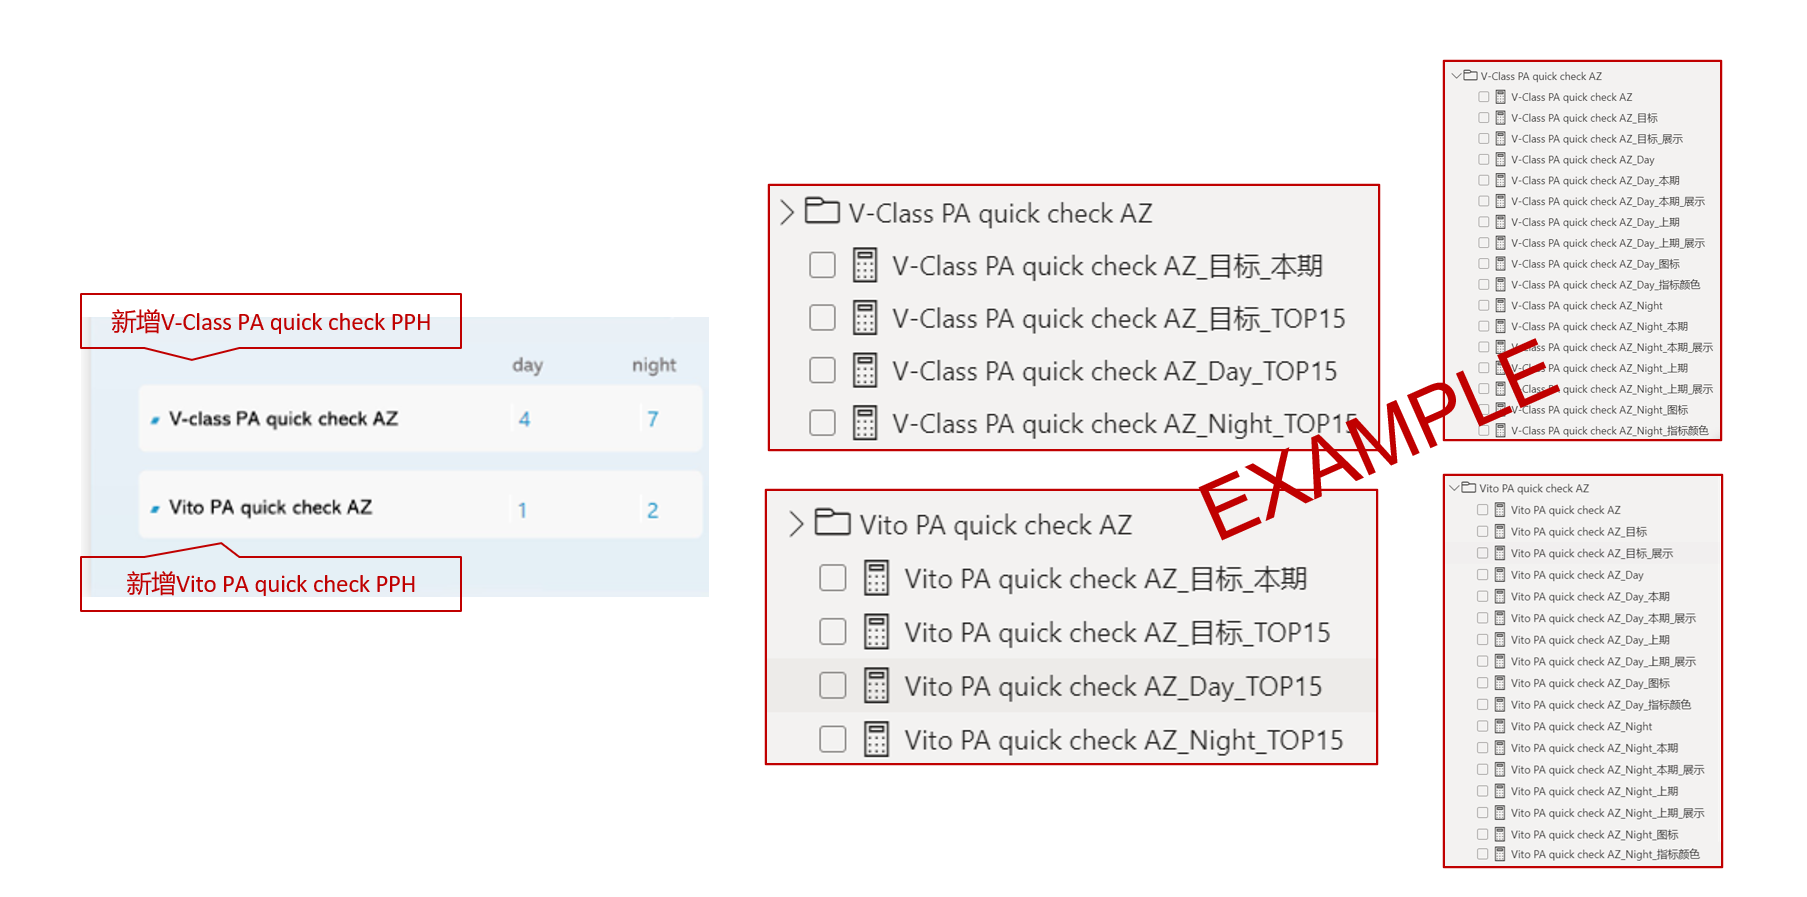 新增V-Class PA quick check PPH
day night
V-class PA quick check AZ 4 7
Vito PA quick check AZ 1 2
新增Vito PA quick check PPH
V-Class PA quick check AZ
V-Class PA quick check AZ_目标_本期
V-Class PA quick check AZ_目标_TOP15
V-Class PA quick check AZ_Day_TOP15
V-Class PA quick check AZ_Night_TOP15
Vito PA quick check AZ
Vito PA quick check AZ_目标_本期
Vito PA quick check AZ_目标_TOP15
Vito PA quick check AZ_Day_TOP15
Vito PA quick check AZ_Night_TOP15
EXAMPLE
V-Class PA quick check AZ
V-Class PA quick check AZ
V-Class PA quick check AZ_目标
V-Class PA quick check AZ_目标_展示
V-Class PA quick check AZ_Day
V-Class PA quick check AZ_Day_本期
V-Class PA quick check AZ_Day_本期_展示
V-Class PA quick check AZ_Day_上期
V-Class PA quick check AZ_Day_上期_展示
V-Class PA quick check AZ_Day_图标
V-Class PA quick check AZ_Day_指标颜色
V-Class PA quick check AZ_Night
V-Class PA quick check AZ_Night_本期
V-Class PA quick check AZ_Night_本期_展示
V-Class PA quick check AZ_Night_上期
V-Class PA quick check AZ_Night_上期_展示
V-Class PA quick check AZ_Night_图标
V-Class PA quick check AZ_Night_指标颜色
Vito PA quick check AZ
Vito PA quick check AZ
Vito PA quick check AZ_目标
Vito PA quick check AZ_目标_展示
Vito PA quick check AZ_Day
Vito PA quick check AZ_Day_本期
Vito PA quick check AZ_Day_本期_展示
Vito PA quick check AZ_Day_上期
Vito PA quick check AZ_Day_上期_展示
Vito PA quick check AZ_Day_图标
Vito PA quick check AZ_Day_指标颜色
Vito PA quick check AZ_Night
Vito PA quick check AZ_Night_本期
Vito PA quick check AZ_Night_本期_展示
Vito PA quick check AZ_Night_上期
Vito PA quick check AZ_Night_上期_展示
Vito PA quick check AZ_Night_图标
Vito PA quick check AZ_Night_指标颜色